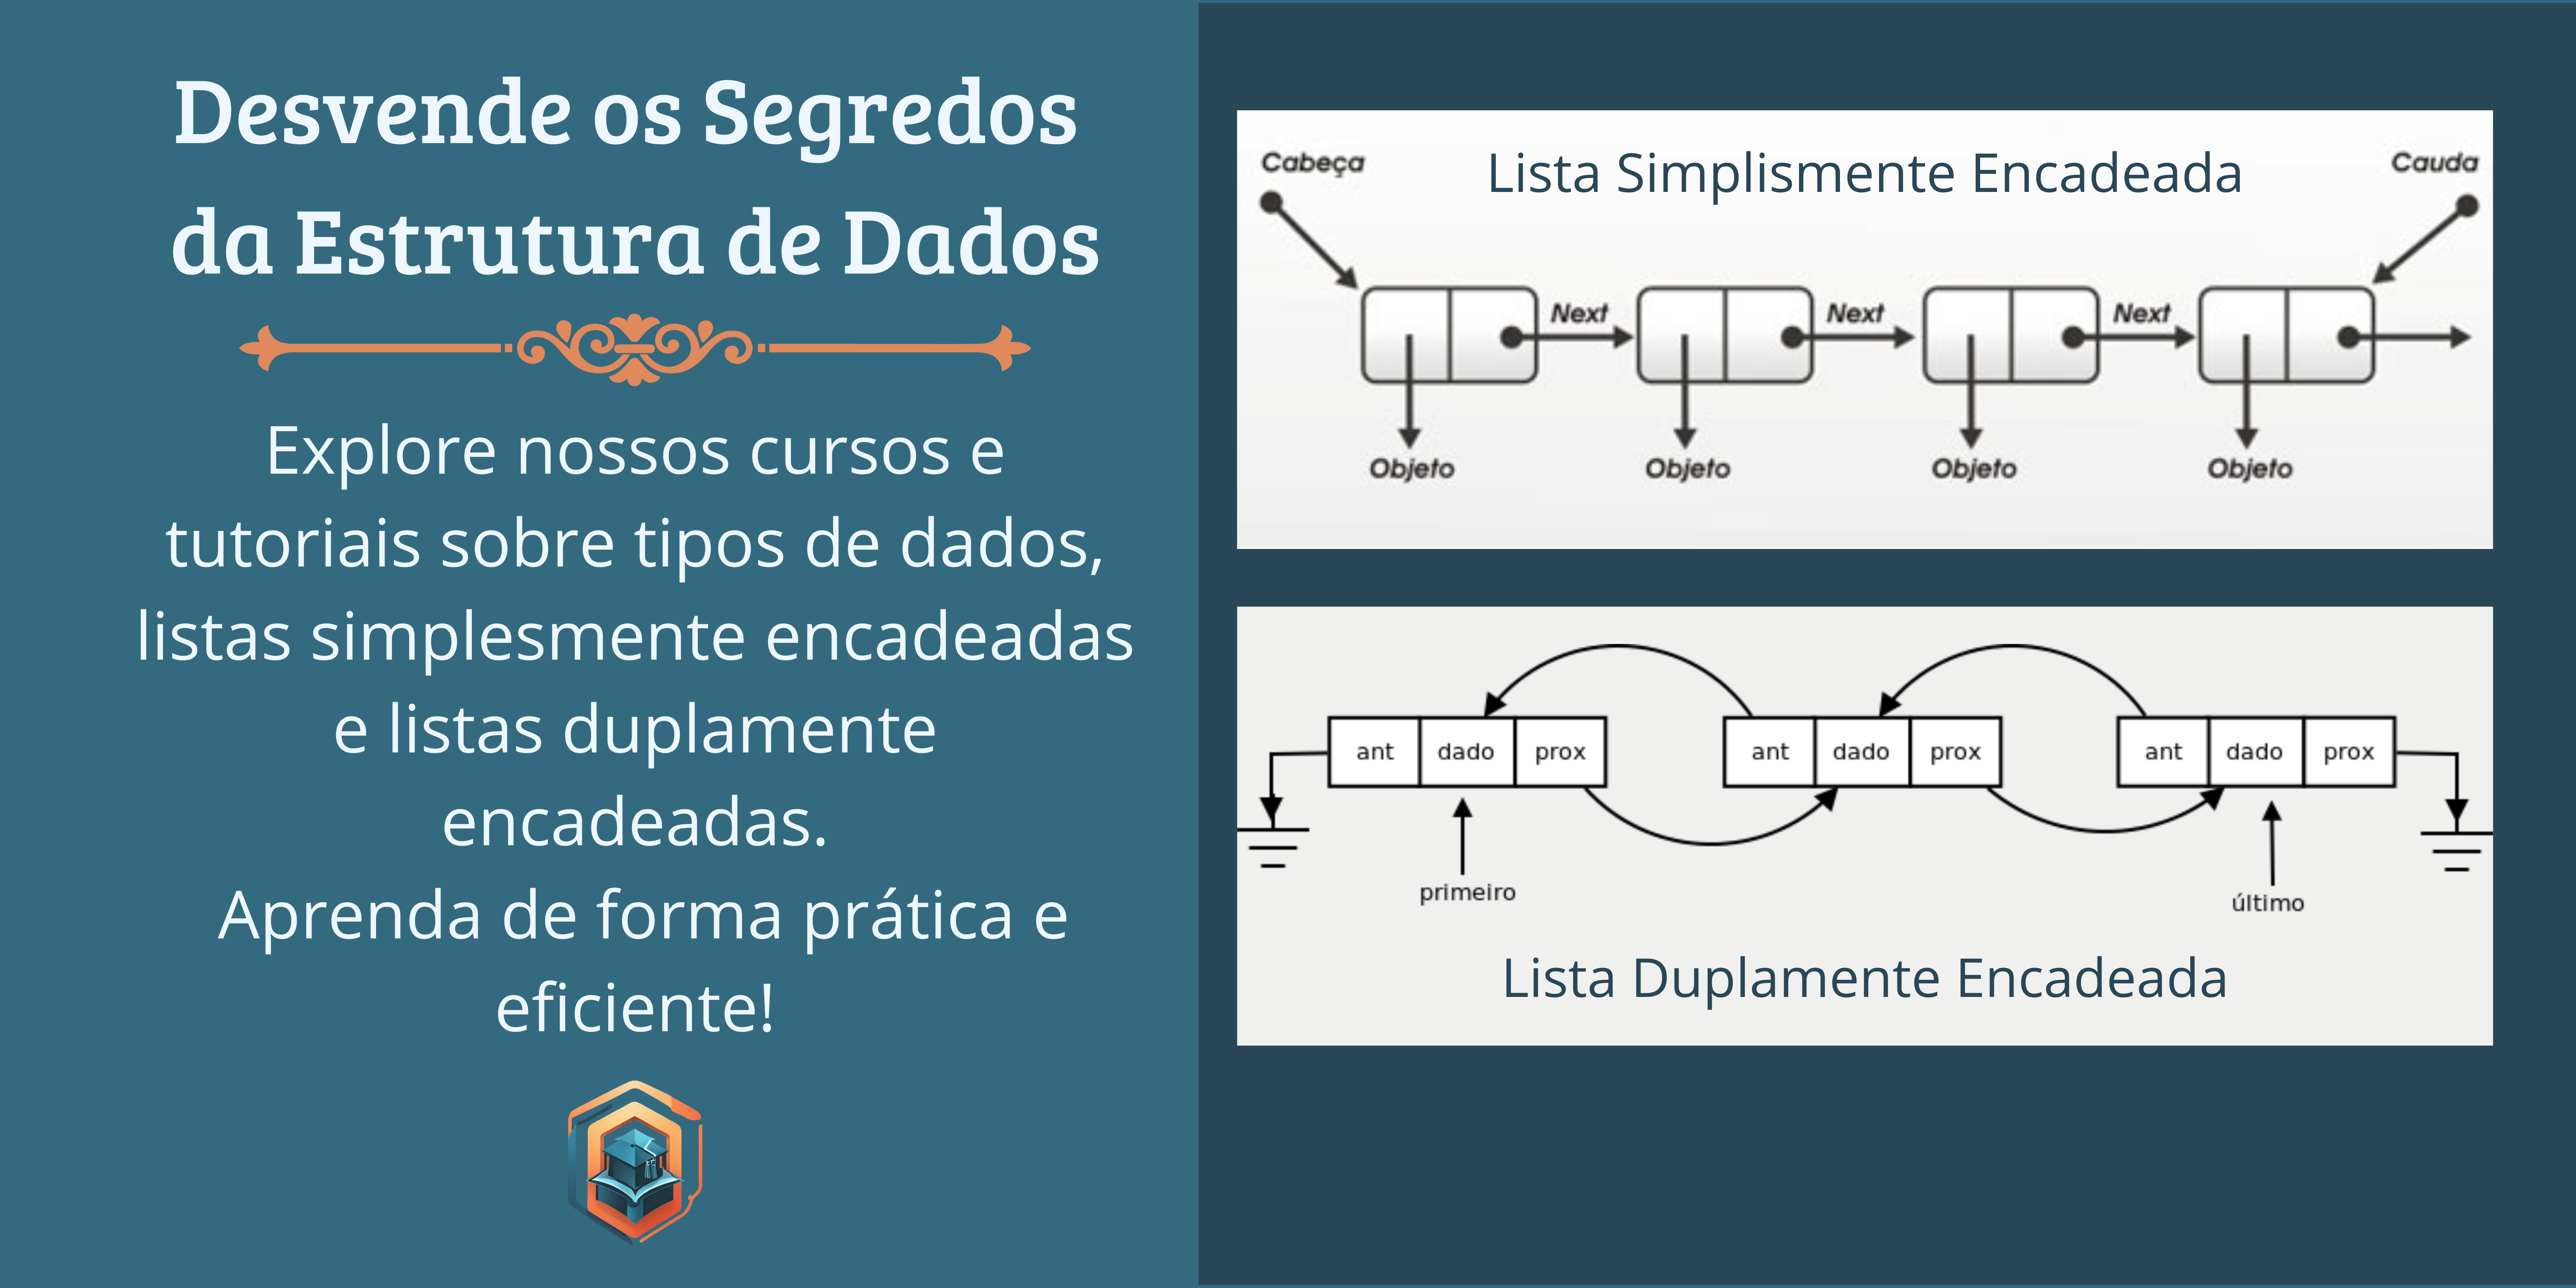 Desvende os Segredos
da Estrutura de Dados
Explore nossos cursos e
tutoriais sobre tipos de dados,
listas simplesmente encadeadas
e listas duplamente
encadeadas.
Aprenda de forma prática e
eficiente!
Cabeça
Lista Simplismente Encadeada
Cauda
Next
Next
Next
Objeto
Objeto
Objeto
Objeto
ant dado prox
ant dado prox
ant dado prox
primeiro
último
Lista Duplamente Encadeada